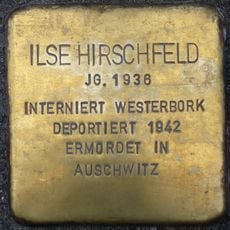 ILSE HIRSCHFELD
JG. 1936
INTERNIERT WESTERBORK
DEPORTIERT 1942
ERMORDET IN
AUSCHWITZ